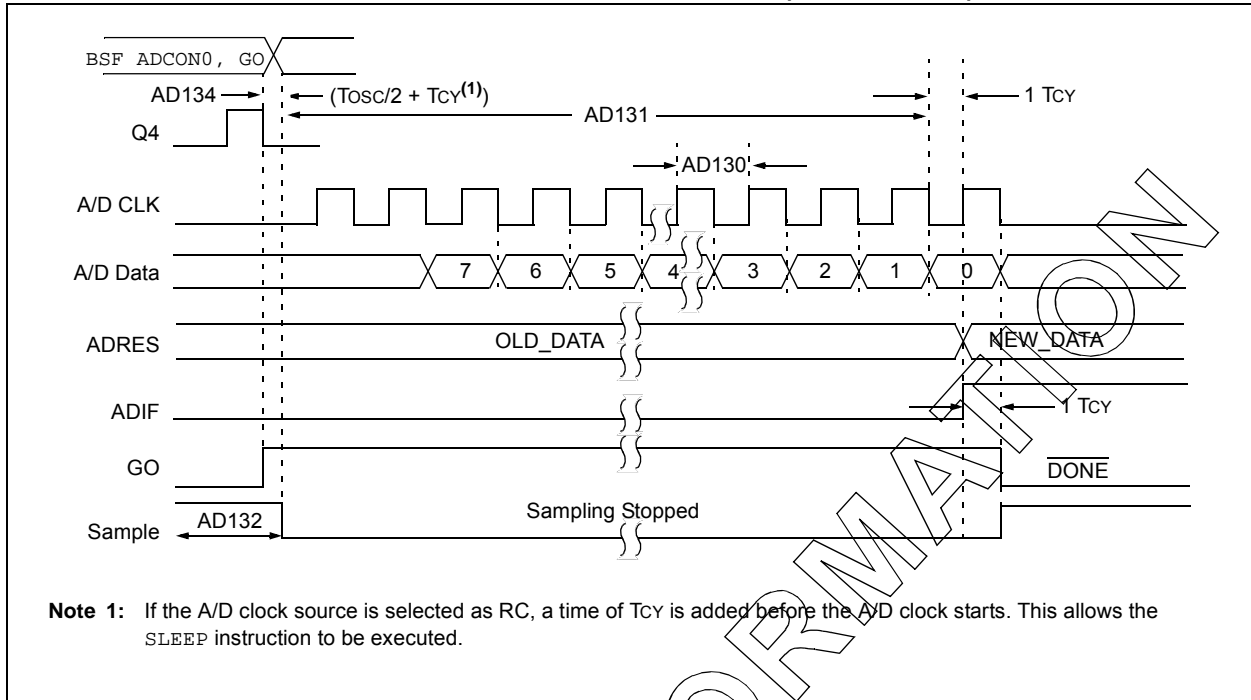 BSF ADCON0, GO
AD134
(TOSC/2 + TCY(1))
1 TCY
AD131
Q4
AD130
A/D CLK
A/D Data
7 6 5 4 3 2 1 0
ADRES
OLD_DATA
NEW_DATA
ADIF
1 TCY
GO
DONE
Sample
AD132
Sampling Stopped
Note 1: If the A/D clock source is selected as RC, a time of TCY is added before the A/D clock starts. This allows the
SLEEP instruction to be executed.
ORMATION